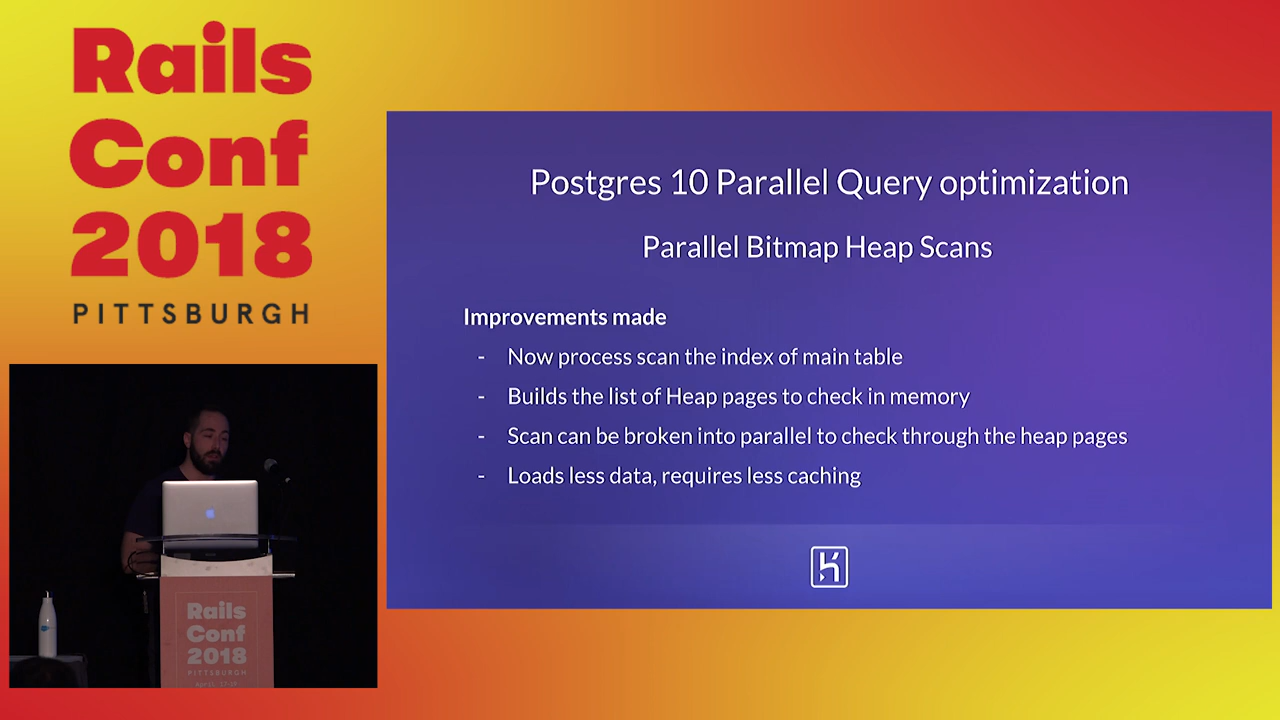 Rails
Conf
2018
PITTSBURGH
Postgres 10 Parallel Query optimization
Parallel Bitmap Heap Scans
Improvements made
- Now process scan the index of main table
- Builds the list of Heap pages to check in memory
- Scan can be broken into parallel to check through the heap pages
- Loads less data, requires less caching
Rails
Conf
2018
PITTSBURGH